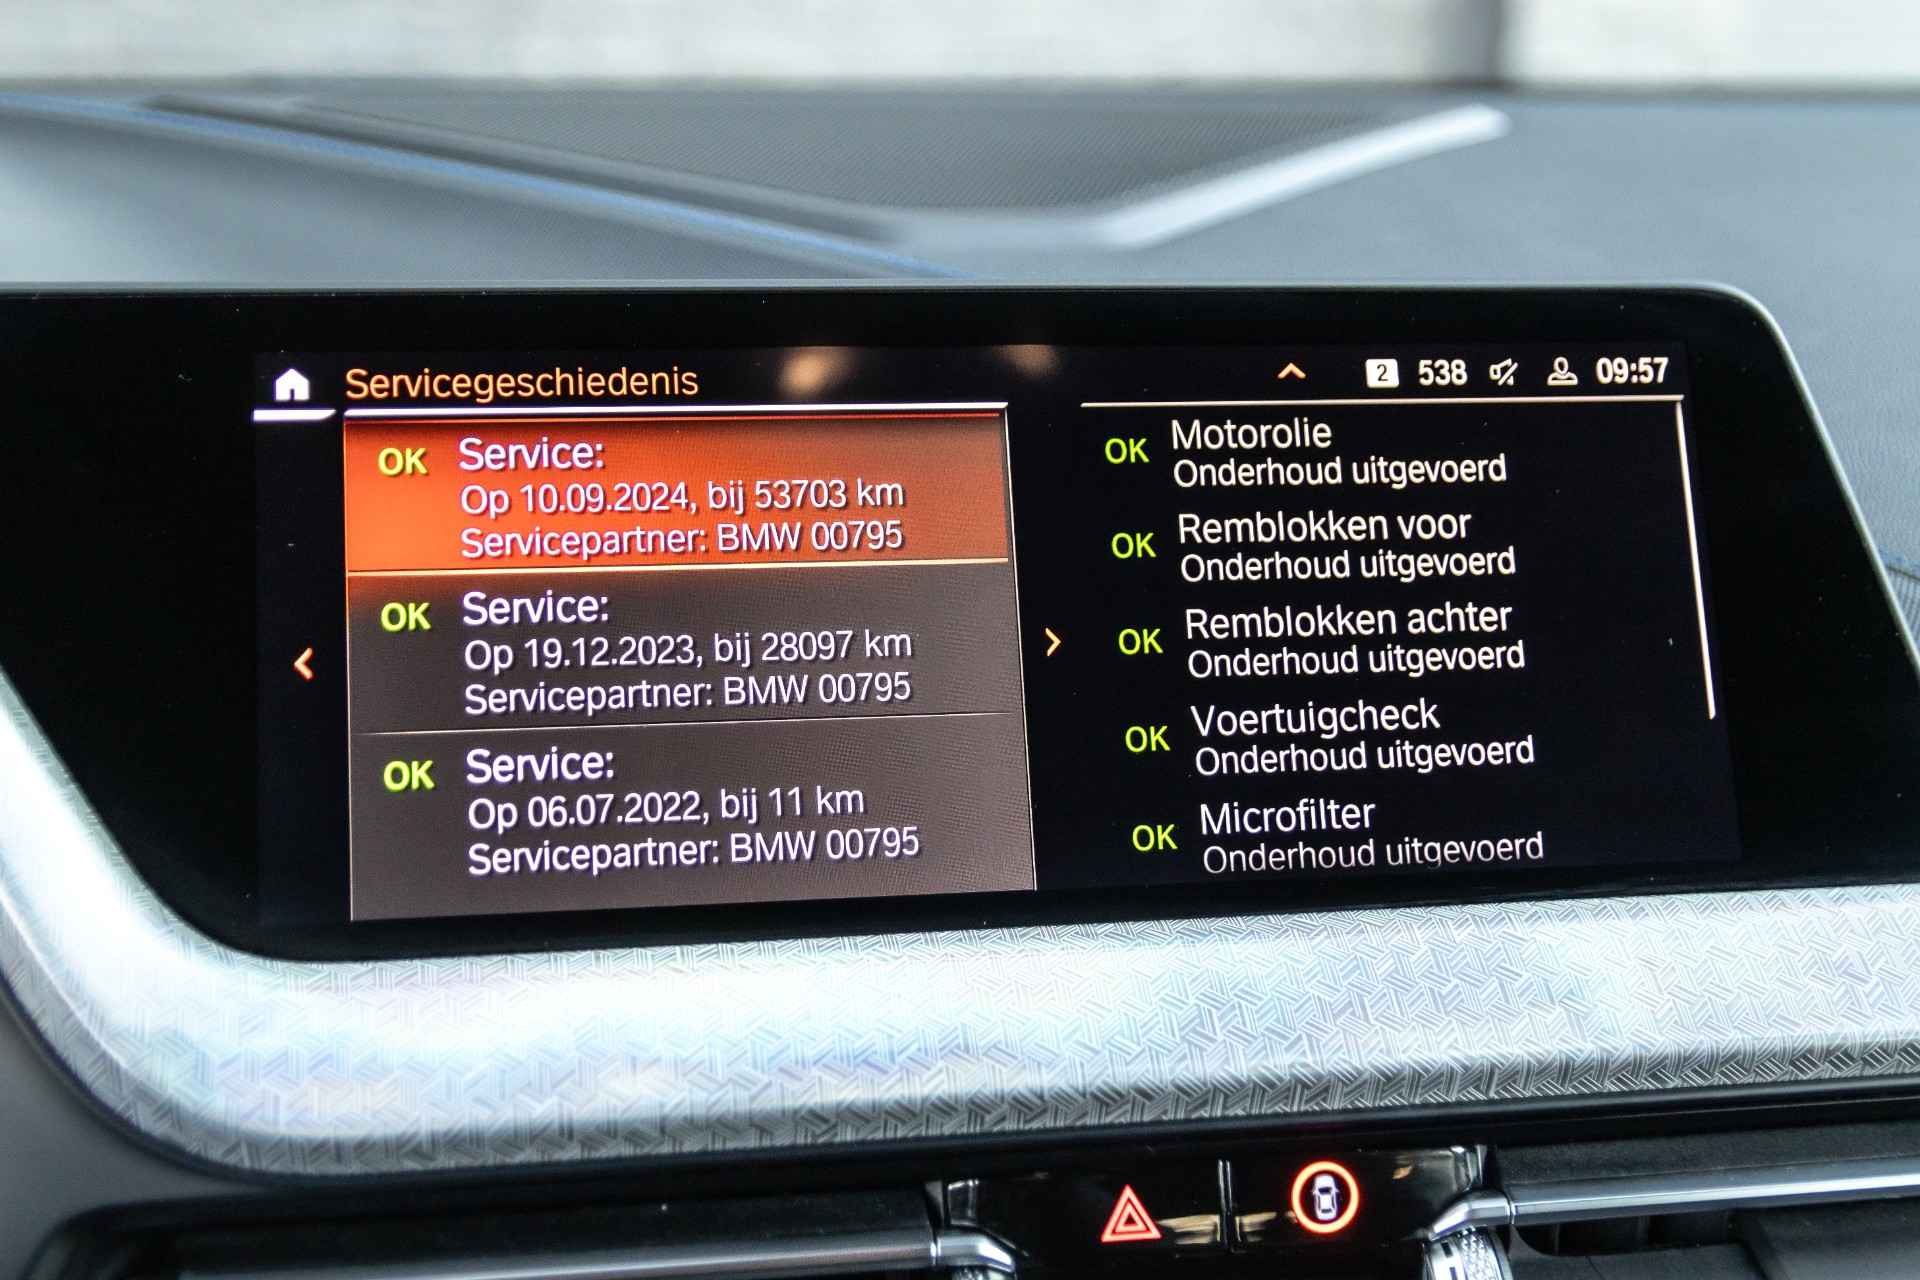 Servicegeschiedenis
2 538 09:57
OK Service:
Op 10.09.2024, bij 53703 km
Servicepartner: BMW 00795
OK Service:
Op 19.12.2023, bij 28097 km
Servicepartner: BMW 00795
OK Service:
Op 06.07.2022, bij 11 km
Servicepartner: BMW 00795
OK Motorolie
Onderhoud uitgevoerd
OK Remblokken voor
Onderhoud uitgevoerd
OK Remblokken achter
Onderhoud uitgevoerd
OK Voertuigcheck
Onderhoud uitgevoerd
OK Microfilter
Onderhoud uitgevoerd